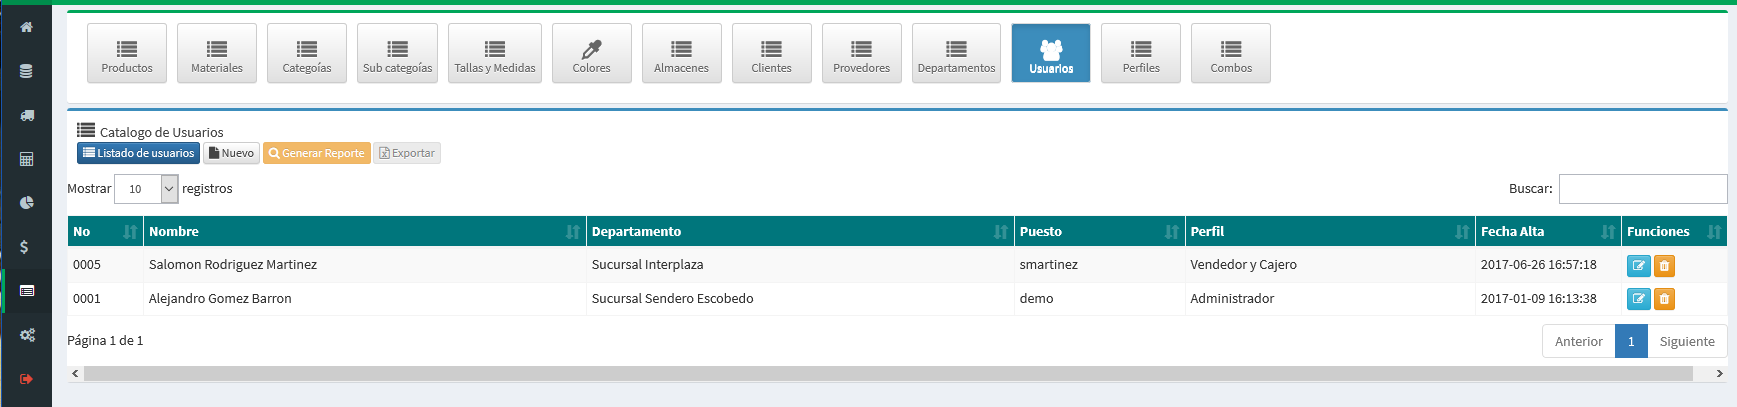 Productos Materiales Categoías Sub categoías Tallas y Medidas Colores Almacenes Clientes Provedores Departamentos Usuarios Perfiles Combos
Catalogo de Usuarios
Listado de usuarios Nuevo Generar Reporte Exportar
Mostrar 10 registros Buscar:
No Nombre Departamento Puesto Perfil Fecha Alta Funciones
0005 Salomon Rodriguez Martinez Sucursal Interplaza smartinez Vendedor y Cajero 2017-06-26 16:57:18
0001 Alejandro Gomez Barron Sucursal Sendero Escobedo demo Administrador 2017-01-09 16:13:38
Página 1 de 1 Anterior 1 Siguiente